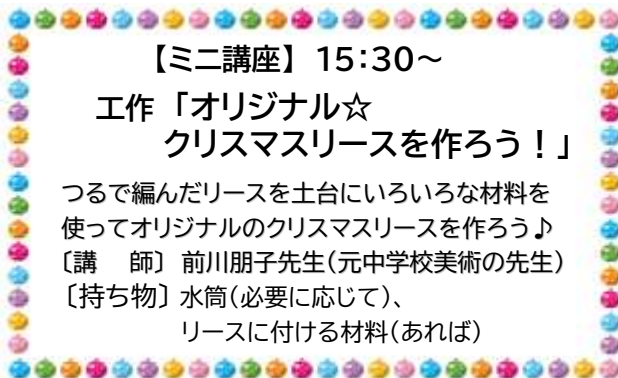 【ミニ講座】 15:30～
工作 「オリジナル☆
クリスマスリースを作ろう!」
つるで編んだリースを土台にいろいろな材料を
使ってオリジナルのクリスマスリースを作ろう♪
〔講　師〕 前川朋子先生(元中学校美術の先生)
〔持ち物〕 水筒(必要に応じて)、
リースに付ける材料(あれば)